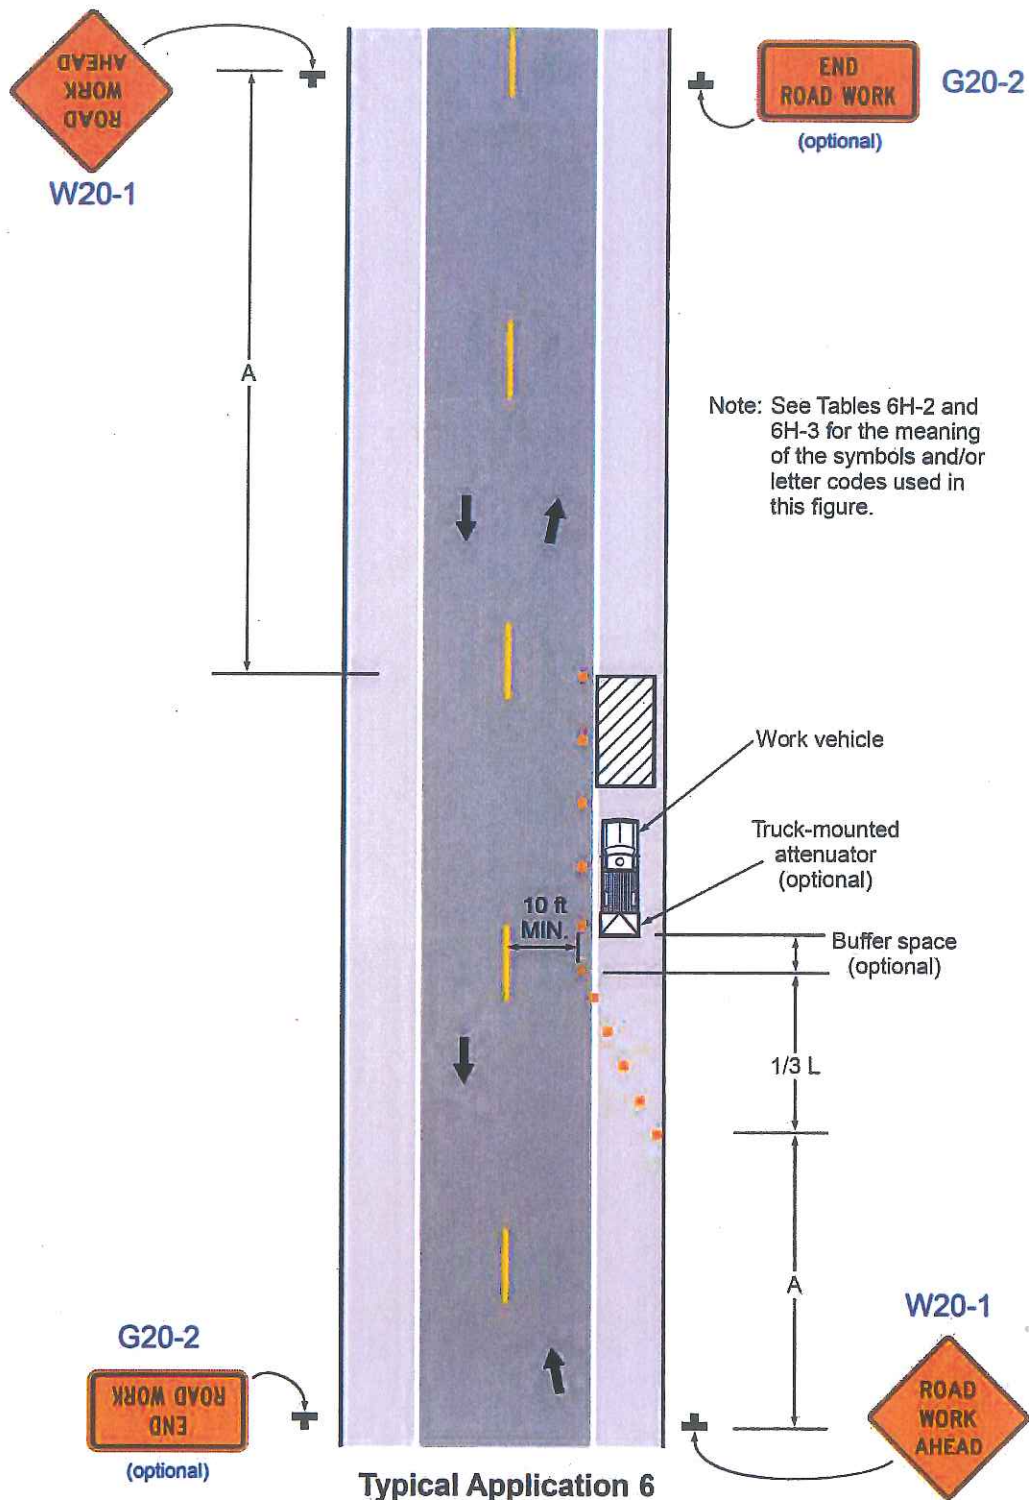 ROAD
WORK
AHEAD
W20-1
END
ROAD WORK
G20-2
(optional)
A
Note: See Tables 6H-2 and
6H-3 for the meaning
of the symbols and/or
letter codes used in
this figure.
Work vehicle
Truck-mounted
attenuator
(optional)
10 ft
MIN.
Buffer space
(optional)
1/3 L
A
W20-1
G20-2
END
ROAD WORK
(optional)
ROAD
WORK
AHEAD
Typical Application 6